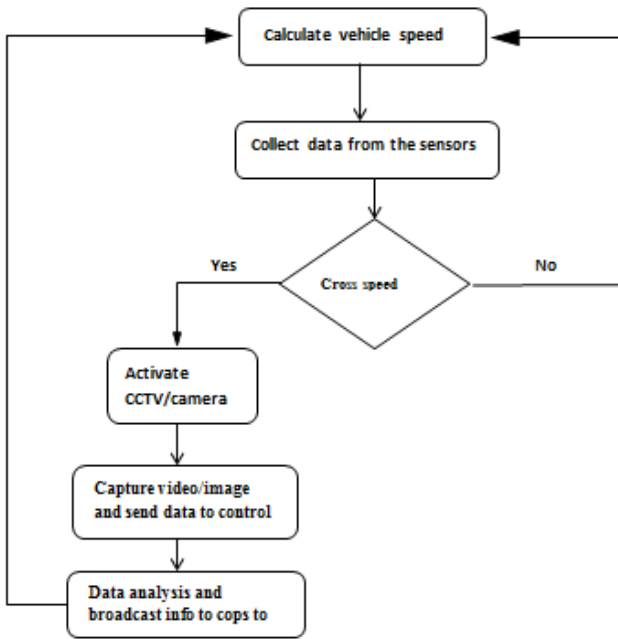 Calculate vehicle speed
Collect data from the sensors
Yes
No
Cross speed
Activate
CCTV/camera
Capture video/image
and send data to control
Data analysis and
broadcast info to cops to